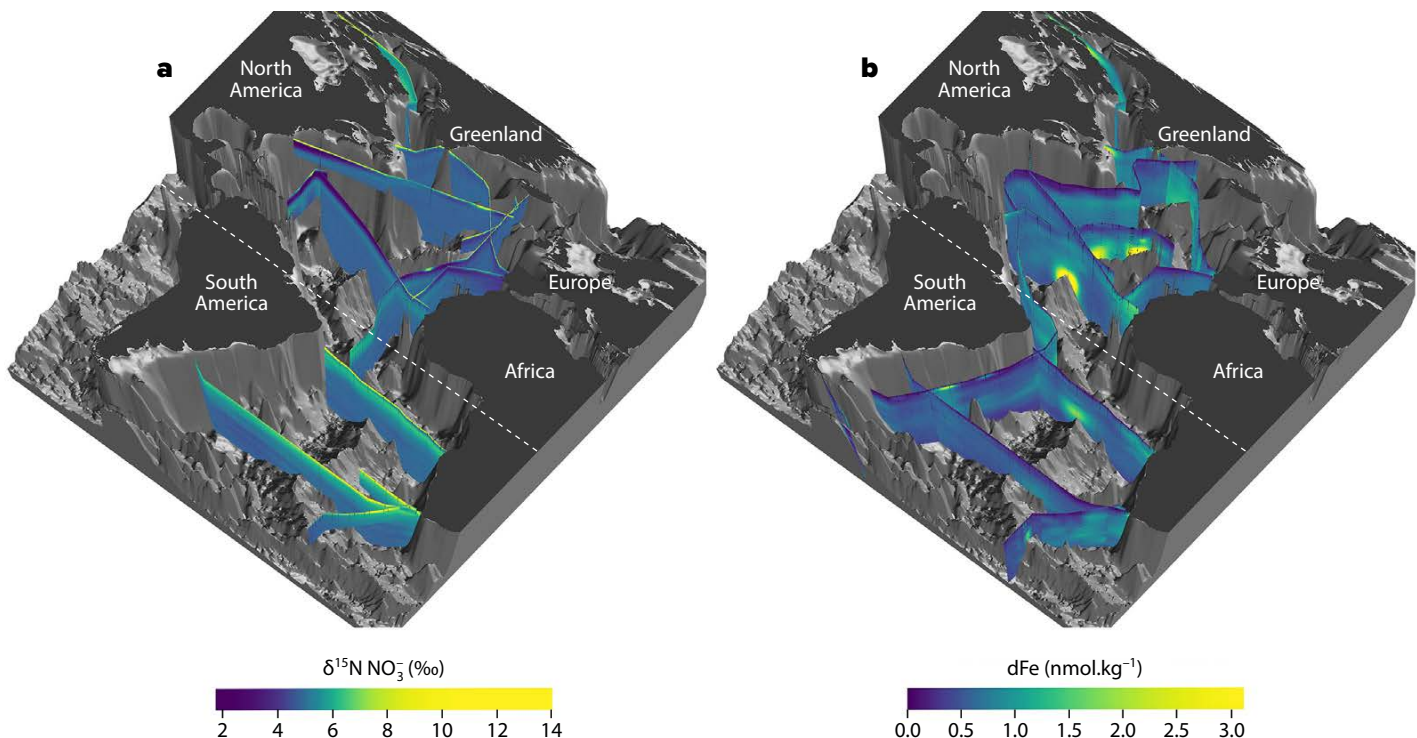 a
North
America
Greenland
South
America
Europe
Africa
δ¹⁵N NO₃⁻ (‰)
2 4 6 8 10 12 14
b
North
America
Greenland
South
America
Europe
Africa
dFe (nmol.kg⁻¹)
0.0 0.5 1.0 1.5 2.0 2.5 3.0